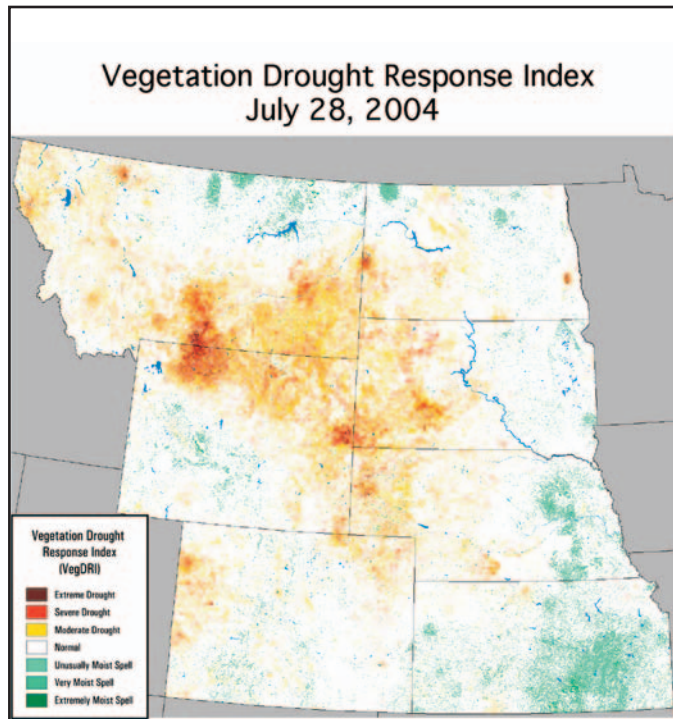 Vegetation Drought Response Index
July 28, 2004
Vegetation Drought
Response Index
(VegDRI)
Extreme Drought
Severe Drought
Moderate Drought
Normal
Unusually Moist Spell
Very Moist Spell
Extremely Moist Spell